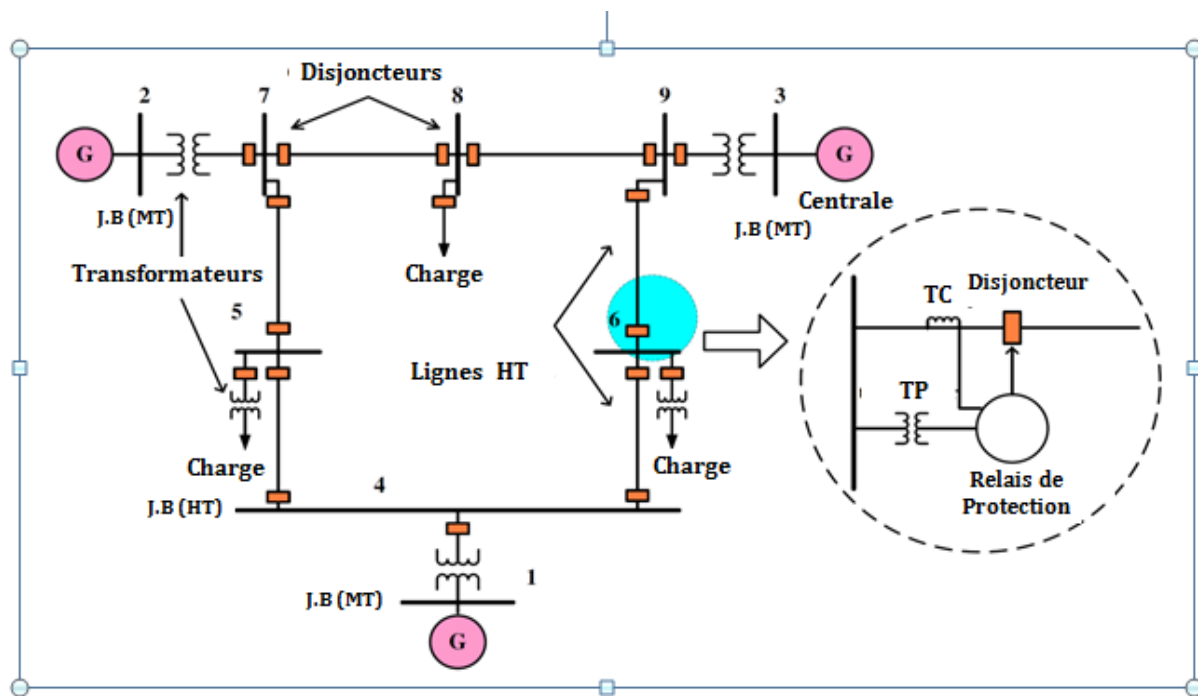 Disjoncteurs
2
7
8
9
3
G
G
J.B (MT)
Centrale
J.B (MT)
Transformateurs
Charge
Disjoncteur
TC
5
6
Lignes HT
TP
Charge
Charge
Relais de
Protection
4
J.B (HT)
1
J.B (MT)
G